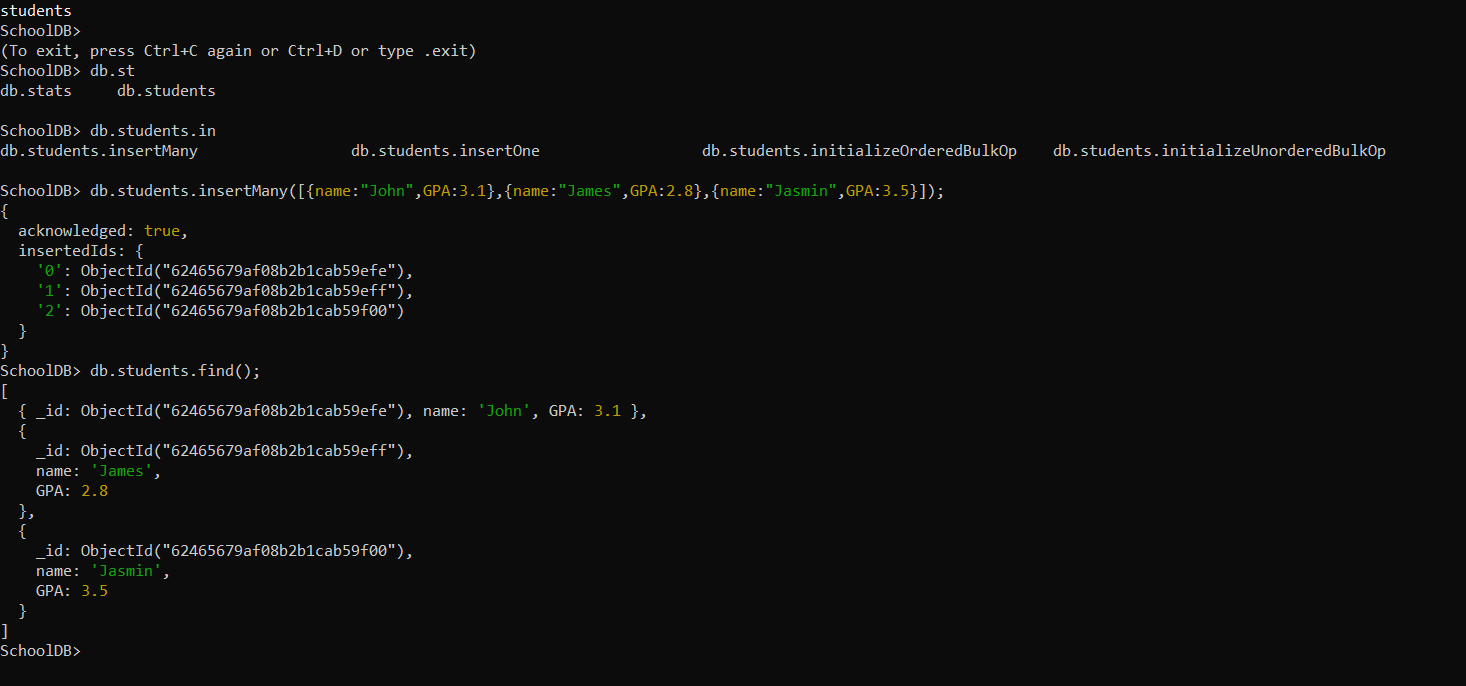 students
SchoolDB>
(To exit, press Ctrl+C again or Ctrl+D or type .exit)
SchoolDB> db.st
db.stats     db.students
SchoolDB> db.students.in
db.students.insertMany                 db.students.insertOne                  db.students.initializeOrderedBulkOp    db.students.initializeUnorderedBulkOp
SchoolDB> db.students.insertMany([{name:"John",GPA:3.1},{name:"James",GPA:2.8},{name:"Jasmin",GPA:3.5}]);
{
  acknowledged: true,
  insertedIds: {
    '0': ObjectId("62465679af08b2b1cab59efe"),
    '1': ObjectId("62465679af08b2b1cab59eff"),
    '2': ObjectId("62465679af08b2b1cab59f00")
  }
}
SchoolDB> db.students.find();
[
  { _id: ObjectId("62465679af08b2b1cab59efe"), name: 'John', GPA: 3.1 },
  {
    _id: ObjectId("62465679af08b2b1cab59eff"),
    name: 'James',
    GPA: 2.8
  },
  {
    _id: ObjectId("62465679af08b2b1cab59f00"),
    name: 'Jasmin',
    GPA: 3.5
  }
]
SchoolDB>